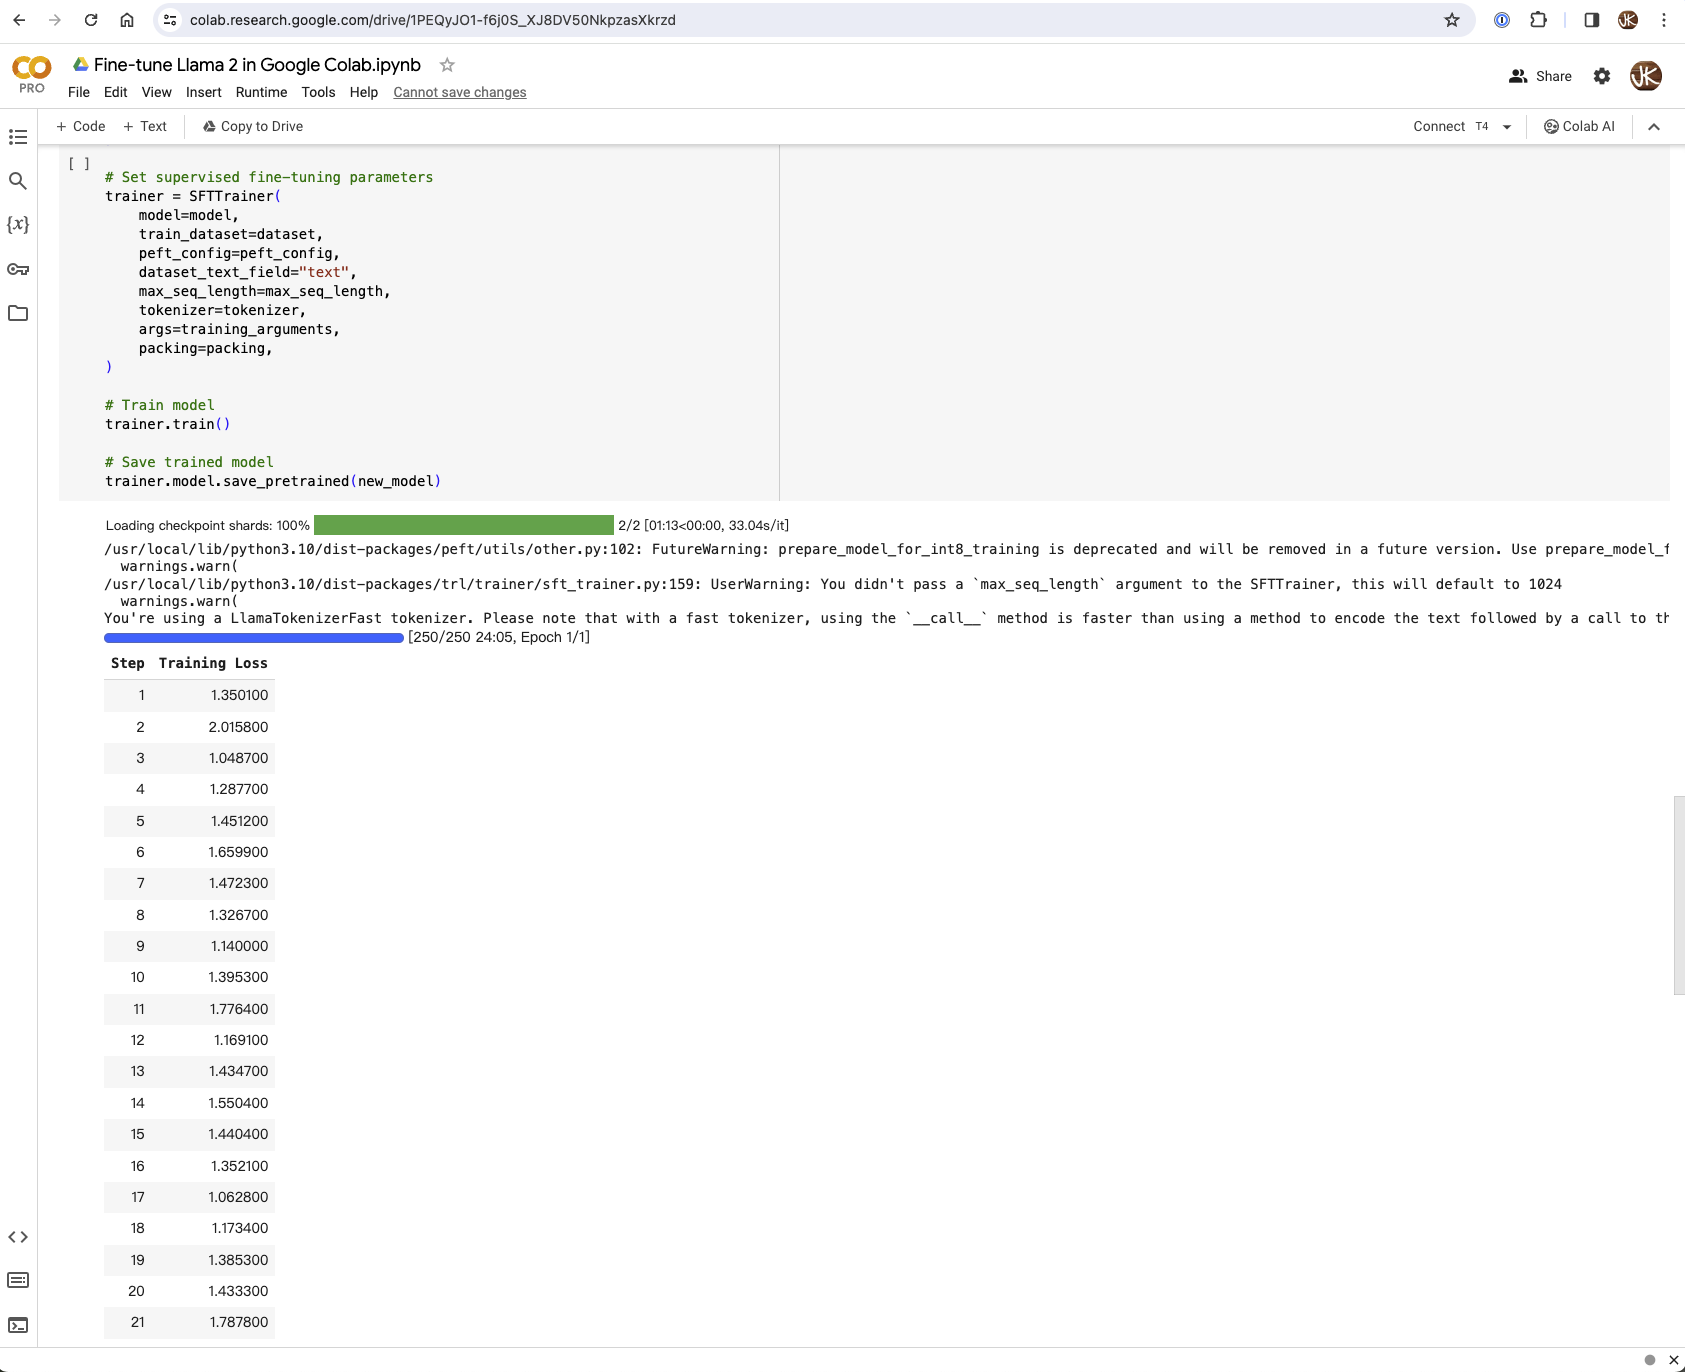 colab.research.google.com/drive/1PEQyJO1-f6j0S_XJ8DV50NkpzasXkrzd
JK
CO
PRO
Fine-tune Llama 2 in Google Colab.ipynb
File Edit View Insert Runtime Tools Help Cannot save changes
Share
JK
+ Code + Text Copy to Drive
Connect T4 Colab AI
{x}
[ ]
# Set supervised fine-tuning parameters
trainer = SFTTrainer(
    model=model,
    train_dataset=dataset,
    peft_config=peft_config,
    dataset_text_field="text",
    max_seq_length=max_seq_length,
    tokenizer=tokenizer,
    args=training_arguments,
    packing=packing,
)
# Train model
trainer.train()
# Save trained model
trainer.model.save_pretrained(new_model)
Loading checkpoint shards: 100% 2/2 [01:13<00:00, 33.04s/it]
/usr/local/lib/python3.10/dist-packages/peft/utils/other.py:102: FutureWarning: prepare_model_for_int8_training is deprecated and will be removed in a future version. Use prepare_model_f
  warnings.warn(
/usr/local/lib/python3.10/dist-packages/trl/trainer/sft_trainer.py:159: UserWarning: You didn't pass a `max_seq_length` argument to the SFTTrainer, this will default to 1024
  warnings.warn(
You're using a LlamaTokenizerFast tokenizer. Please note that with a fast tokenizer, using the `__call__` method is faster than using a method to encode the text followed by a call to th
[250/250 24:05, Epoch 1/1]
Step Training Loss
1 1.350100
2 2.015800
3 1.048700
4 1.287700
5 1.451200
6 1.659900
7 1.472300
8 1.326700
9 1.140000
10 1.395300
11 1.776400
12 1.169100
13 1.434700
14 1.550400
15 1.440400
16 1.352100
17 1.062800
18 1.173400
19 1.385300
20 1.433300
21 1.787800